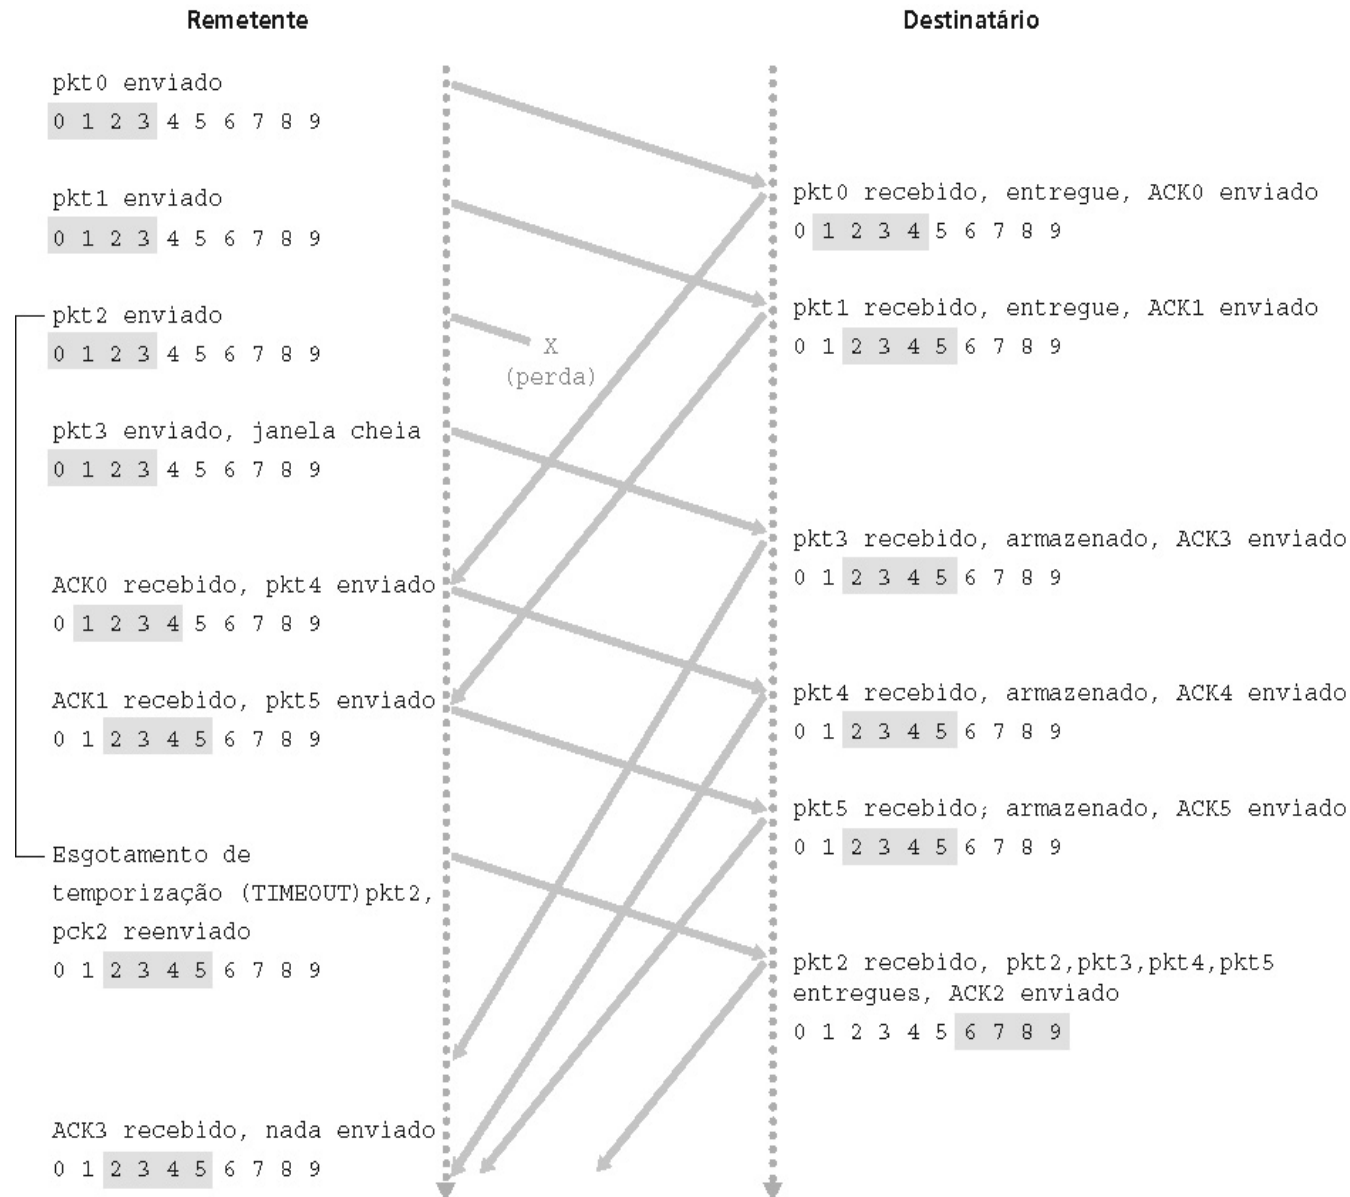 Remetente
pkt0 enviado
0 1 2 3 4 5 6 7 8 9
pkt1 enviado
0 1 2 3 4 5 6 7 8 9
pkt2 enviado
0 1 2 3 4 5 6 7 8 9
pkt3 enviado, janela cheia
0 1 2 3 4 5 6 7 8 9
ACK0 recebido, pkt4 enviado
0 1 2 3 4 5 6 7 8 9
ACK1 recebido, pkt5 enviado
0 1 2 3 4 5 6 7 8 9
Esgotamento de
temporização (TIMEOUT)pkt2,
pck2 reenviado
0 1 2 3 4 5 6 7 8 9
ACK3 recebido, nada enviado
0 1 2 3 4 5 6 7 8 9
X
(perda)
Destinatário
pkt0 recebido, entregue, ACK0 enviado
0 1 2 3 4 5 6 7 8 9
pkt1 recebido, entregue, ACK1 enviado
0 1 2 3 4 5 6 7 8 9
pkt3 recebido, armazenado, ACK3 enviado
0 1 2 3 4 5 6 7 8 9
pkt4 recebido, armazenado, ACK4 enviado
0 1 2 3 4 5 6 7 8 9
pkt5 recebido; armazenado, ACK5 enviado
0 1 2 3 4 5 6 7 8 9
pkt2 recebido, pkt2,pkt3,pkt4,pkt5
entregues, ACK2 enviado
0 1 2 3 4 5 6 7 8 9